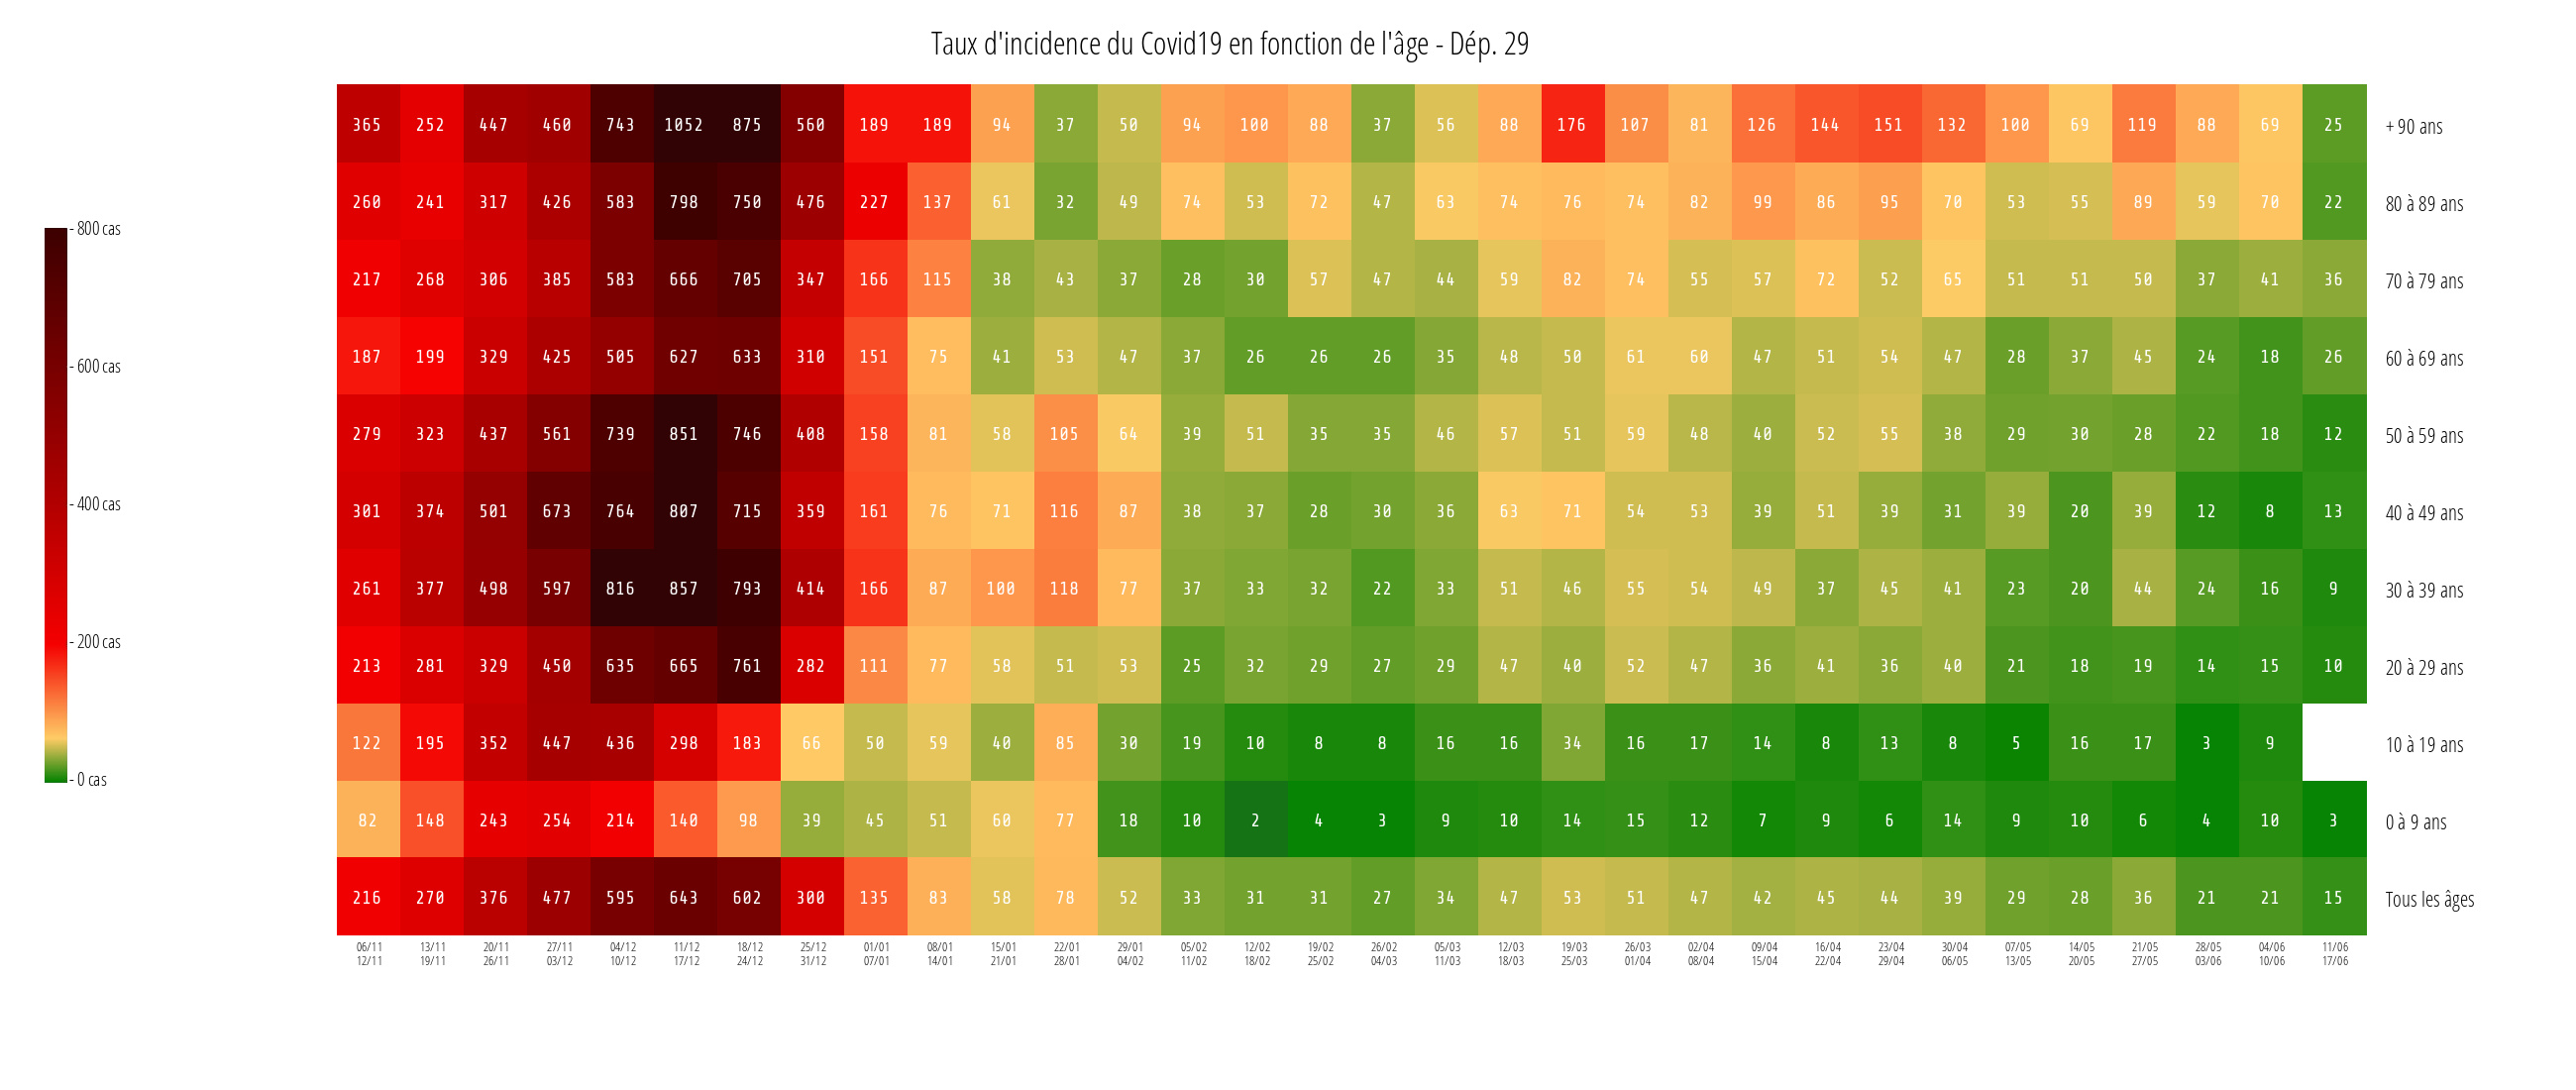 Taux d'incidence du Covid19 en fonction de l'âge - Dép. 29
- 800 cas
- 600 cas
- 400 cas
- 200 cas
- 0 cas
365 252 447 460 743 1052 875 560 189 189 94 37 50 94 100 88 37 56 88 176 107 81 126 144 151 132 100 69 119 88 69 25 + 90 ans
260 241 317 426 583 798 750 476 227 137 61 32 49 74 53 72 47 63 74 76 74 82 99 86 95 70 53 55 89 59 70 22 80 à 89 ans
217 268 306 385 583 666 705 347 166 115 38 43 37 28 30 57 47 44 59 82 74 55 57 72 52 65 51 51 50 37 41 36 70 à 79 ans
187 199 329 425 505 627 633 310 151 75 41 53 47 37 26 26 26 35 48 50 61 60 47 51 54 47 28 37 45 24 18 26 60 à 69 ans
279 323 437 561 739 851 746 408 158 81 58 105 64 39 51 35 35 46 57 51 59 48 40 52 55 38 29 30 28 22 18 12 50 à 59 ans
301 374 501 673 764 807 715 359 161 76 71 116 87 38 37 28 30 36 63 71 54 53 39 51 39 31 39 20 39 12 8 13 40 à 49 ans
261 377 498 597 816 857 793 414 166 87 100 118 77 37 33 32 22 33 51 46 55 54 49 37 45 41 23 20 44 24 16 9 30 à 39 ans
213 281 329 450 635 665 761 282 111 77 58 51 53 25 32 29 27 29 47 40 52 47 36 41 36 40 21 18 19 14 15 10 20 à 29 ans
122 195 352 447 436 298 183 66 50 59 40 85 30 19 10 8 8 16 16 34 16 17 14 8 13 8 5 16 17 3 9 10 à 19 ans
82 148 243 254 214 140 98 39 45 51 60 77 18 10 2 4 3 9 10 14 15 12 7 9 6 14 9 10 6 4 10 3 0 à 9 ans
216 270 376 477 595 643 602 300 135 83 58 78 52 33 31 31 27 34 47 53 51 47 42 45 44 39 29 28 36 21 21 15 Tous les âges
06/11 13/11 20/11 27/11 04/12 11/12 18/12 25/12 01/01 08/01 15/01 22/01 29/01 05/02 12/02 19/02 26/02 05/03 12/03 19/03 26/03 02/04 09/04 16/04 23/04 30/04 07/05 14/05 21/05 28/05 04/06 11/06
12/11 19/11 26/11 03/12 10/12 17/12 24/12 31/12 07/01 14/01 21/01 28/01 04/02 11/02 18/02 25/02 04/03 11/03 18/03 25/03 01/04 08/04 15/04 22/04 29/04 06/05 13/05 20/05 27/05 03/06 10/06 17/06